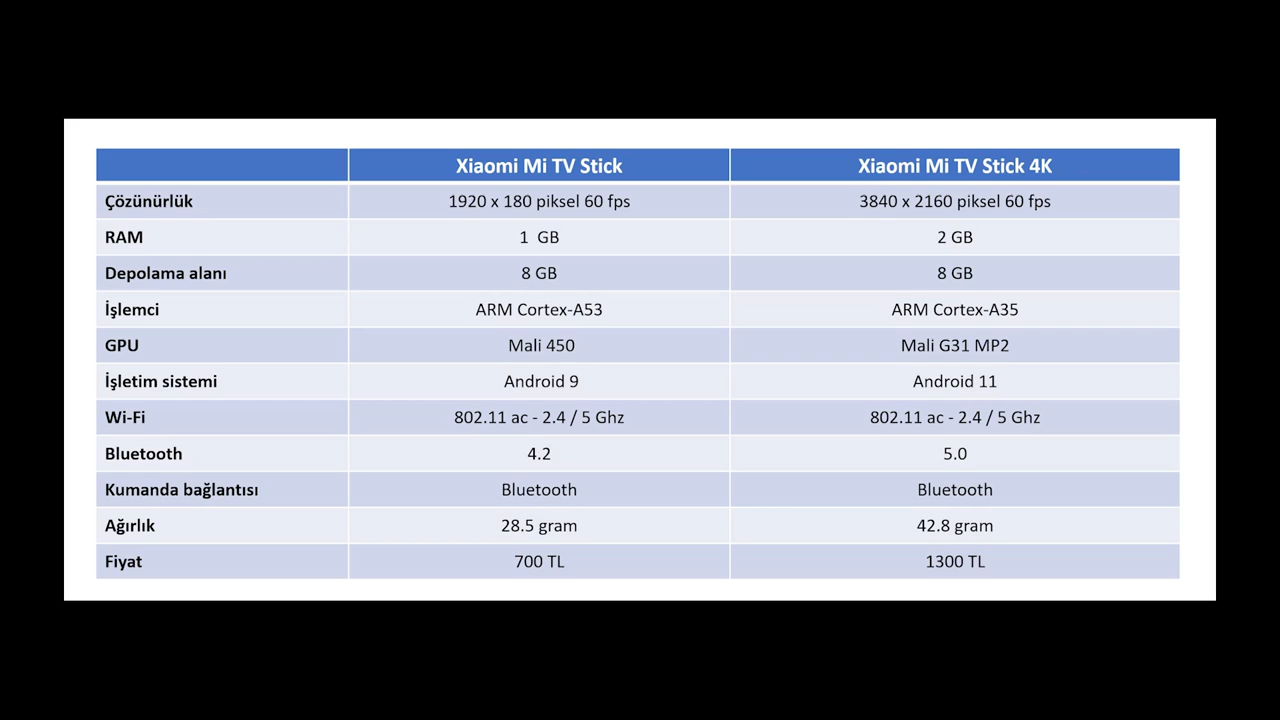 Xiaomi Mi TV Stick Xiaomi Mi TV Stick 4K
Çözünürlük 1920 x 180 piksel 60 fps 3840 x 2160 piksel 60 fps
RAM 1 GB 2 GB
Depolama alanı 8 GB 8 GB
İşlemci ARM Cortex-A53 ARM Cortex-A35
GPU Mali 450 Mali G31 MP2
İşletim sistemi Android 9 Android 11
Wi-Fi 802.11 ac - 2.4 / 5 Ghz 802.11 ac - 2.4 / 5 Ghz
Bluetooth 4.2 5.0
Kumanda bağlantısı Bluetooth Bluetooth
Ağırlık 28.5 gram 42.8 gram
Fiyat 700 TL 1300 TL